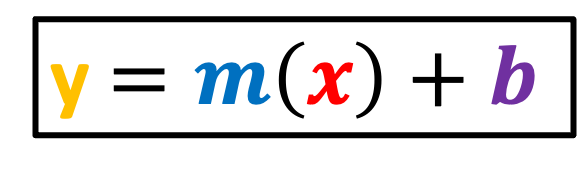 y = m(x) + b